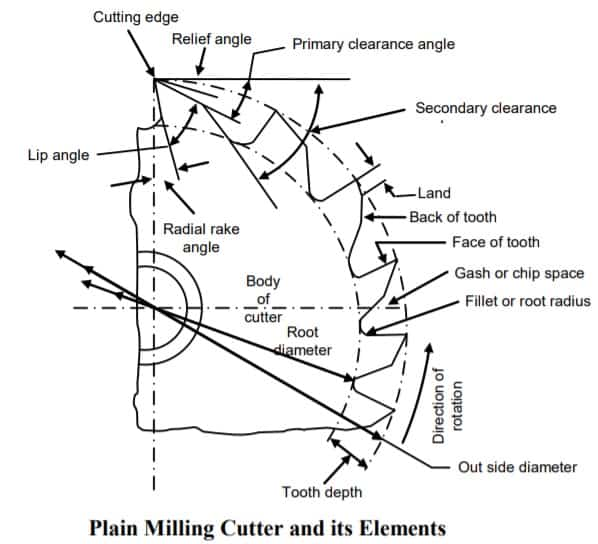 Cutting edge
Relief angle
Primary clearance angle
Secondary clearance
Lip angle
Land
Back of tooth
Radial rake
angle
Face of tooth
Gash or chip space
Body
of
cutter
Fillet or root radius
Root
diameter
Direction of
rotation
Out side diameter
Tooth depth
Plain Milling Cutter and its Elements